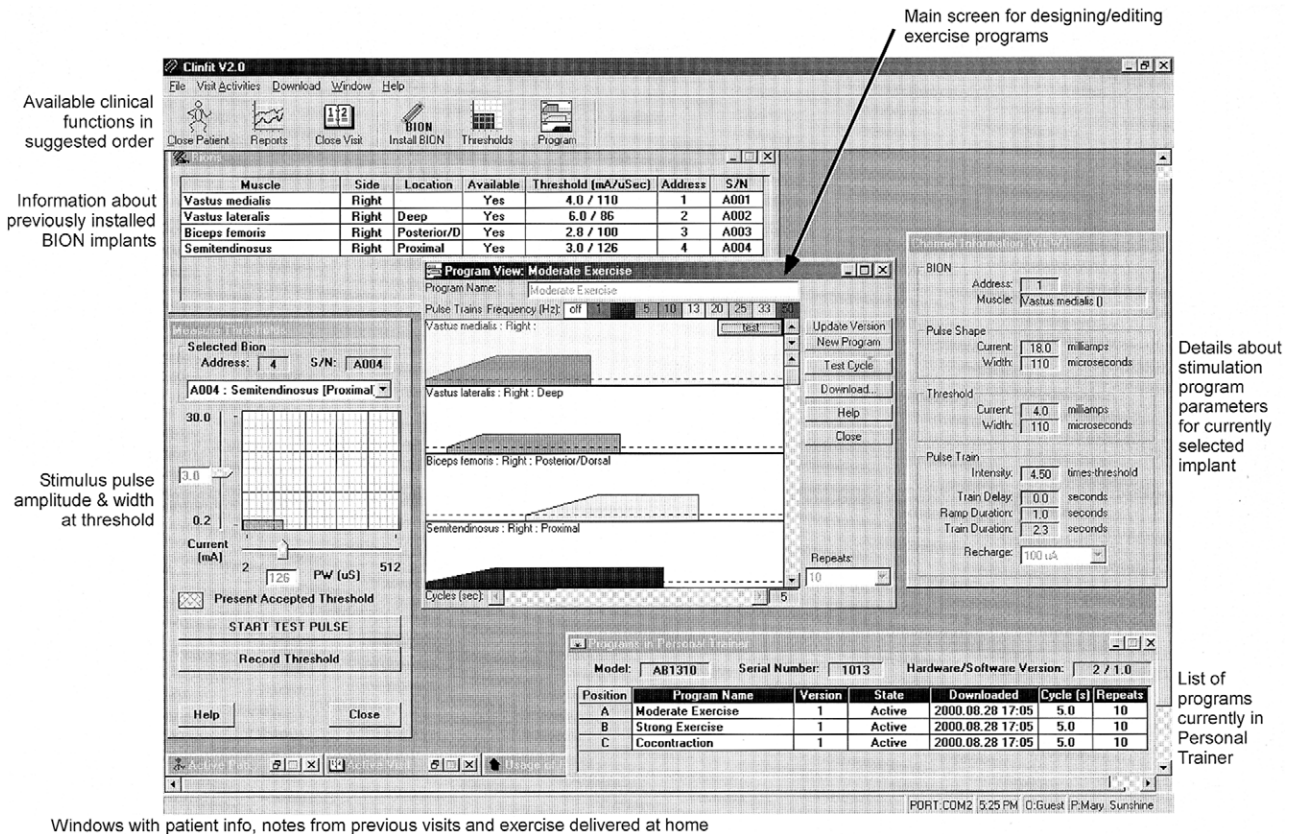 Main screen for designing/editing
exercise programs
Available clinical
functions in
suggested order
Information about
previously installed
BION implants
Stimulus pulse
amplitude & width
at threshold
Clinfit V2.0
File Visit Activities Download Window Help
Close Patient Reports Close Visit Install BION Thresholds Program
BION
Bions
Muscle Side Location Available Threshold (mA/uSec) Address S/N
Vastus medialis Right Yes 4.0 / 110 1 A001
Vastus lateralis Right Deep Yes 6.0 / 86 2 A002
Biceps femoris Right Posterior/D Yes 2.8 / 100 3 A003
Semitendinosus Right Proximal Yes 3.0 / 126 4 A004
Measure Thresholds
Selected Bion
Address: 4 S/N: A004
A004 : Semitendinosus [Proximal
30.0
3.0
0.2
Current
(mA)
2 512
126 PW (uS)
Present Accepted Threshold
START TEST PULSE
Record Threshold
Help Close
Program View: Moderate Exercise
Program Name: Moderate Exercise
Pulse Trains Frequency (Hz): off 1 5 10 13 20 25 33 50
Vastus medialis : Right :
test
Vastus lateralis : Right : Deep
Biceps femoris : Right : Posterior/Dorsal
Semitendinosus : Right : Proximal
Cycles (sec): 5
Update Version
New Program
Test Cycle
Download...
Help
Close
Repeats:
10
Channel Information (VIEW)
BION
Address: 1
Muscle: Vastus medialis ()
Pulse Shape
Current: 18.0 milliamps
Width: 110 microseconds
Threshold
Current: 4.0 milliamps
Width: 110 microseconds
Pulse Train
Intensity: 4.50 times-threshold
Train Delay: 0.0 seconds
Ramp Duration: 1.0 seconds
Train Duration: 2.3 seconds
Recharge: 100 uA
Details about
stimulation
program
parameters
for currently
selected
implant
Programs in Personal Trainer
Model: AB1310 Serial Number: 1013 Hardware/Software Version: 2 / 1.0
Position Program Name Version State Downloaded Cycle (s) Repeats
A Moderate Exercise 1 Active 2000.08.28 17:05 5.0 10
B Strong Exercise 1 Active 2000.08.28 17:05 5.0 10
C Cocontraction 1 Active 2000.08.28 17:05 5.0 10
List of
programs
currently in
Personal
Trainer
Active Visit
PORT:COM2 5:25 PM O:Guest P:Mary Sunshine
Windows with patient info, notes from previous visits and exercise delivered at home